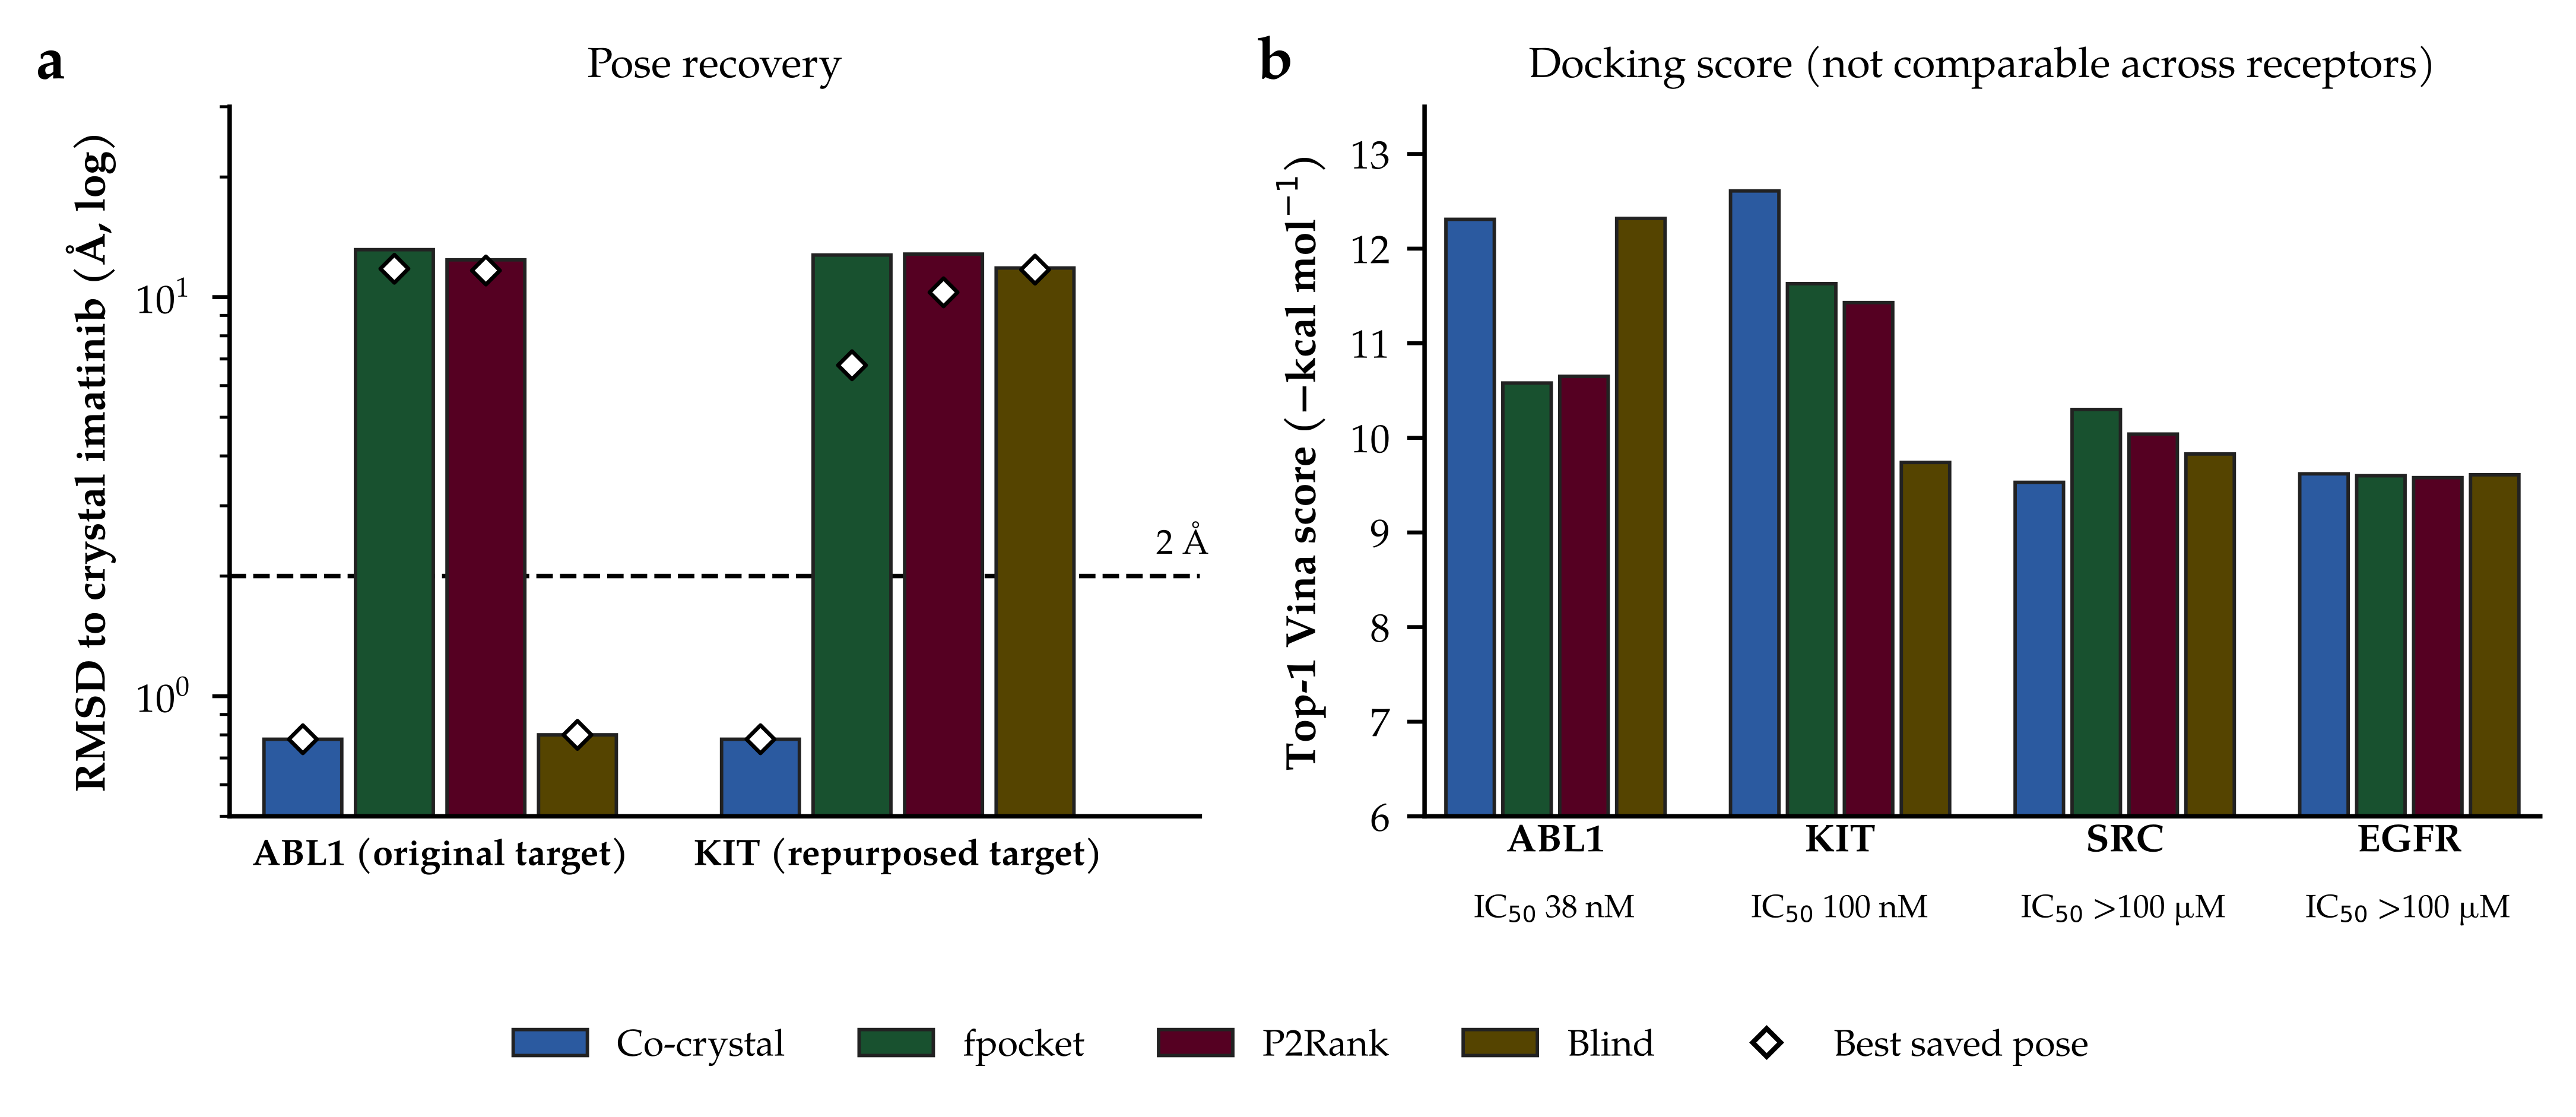 a
Pose recovery
RMSD to crystal imatinib (Å, log)
10¹
10⁰
2 Å
ABL1 (original target)
KIT (repurposed target)
b
Docking score (not comparable across receptors)
Top-1 Vina score (−kcal mol⁻¹)
13
12
11
10
9
8
7
6
ABL1
KIT
SRC
EGFR
IC₅₀ 38 nM
IC₅₀ 100 nM
IC₅₀ >100 μM
IC₅₀ >100 μM
Co-crystal
fpocket
P2Rank
Blind
Best saved pose